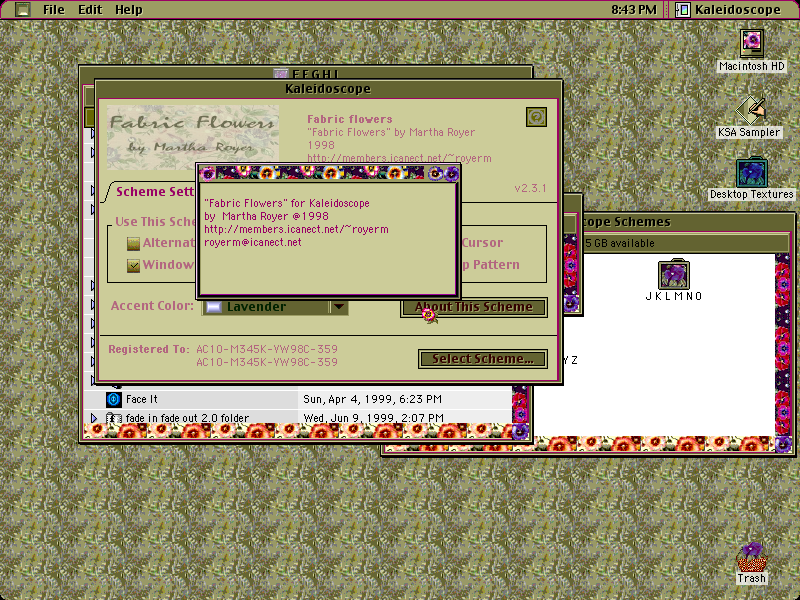 File Edit Help
8:43 PM
Kaleidoscope
Macintosh HD
KSA Sampler
Desktop Textures
E F G H I
Kaleidoscope
Fabric Flowers
by Martha Royer
Fabric flowers
"Fabric Flowers" by Martha Royer
1998
http://members.icanect.net/~royerm
v2.3.1
Scheme Sett
Use This Sche
Alternat
Window
Cursor
p Pattern
"Fabric Flowers" for Kaleidoscope
by Martha Royer @1998
http://members.icanect.net/~royerm
royerm@icanect.net
Accent Color:
Lavender
About This Scheme
Registered To: AC10-M345K-VW98C-359
AC10-M345K-VW98C-359
Select Scheme...
ope Schemes
5 GB available
J K L M N O
Y Z
Face It
Sun, Apr 4, 1999, 6:23 PM
fade in fade out 2.0 folder
Wed, Jun 9, 1999, 2:07 PM
Trash